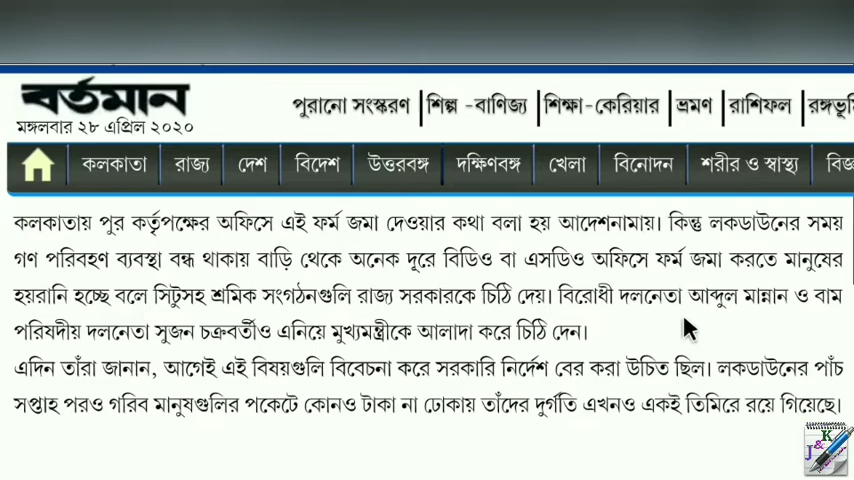 বর্তমান
মঙ্গলবার ২৮ এপ্রিল ২০২০
পুরানো সংস্করণ শিল্প -বাণিজ্য শিক্ষা-কেরিয়ার ভ্রমণ রাশিফল রঙ্গভূমি
কলকাতা রাজ্য দেশ বিদেশ উত্তরবঙ্গ দক্ষিণবঙ্গ খেলা বিনোদন শরীর ও স্বাস্থ্য
কলকাতায় পুর কর্তৃপক্ষের অফিসে এই ফর্ম জমা দেওয়ার কথা বলা হয় আদেশনামায়। কিন্তু লকডাউনের সময়
গণ পরিবহণ ব্যবস্থা বন্ধ থাকায় বাড়ি থেকে অনেক দূরে বিডিও বা এসডিও অফিসে ফর্ম জমা করতে মানুষের
হয়রানি হচ্ছে বলে সিটুসহ শ্রমিক সংগঠনগুলি রাজ্য সরকারকে চিঠি দেয়। বিরোধী দলনেতা আব্দুল মান্নান ও বাম
পরিষদীয় দলনেতা সুজন চক্রবর্তীও এনিয়ে মুখ্যমন্ত্রীকে আলাদা করে চিঠি দেন।
এদিন তাঁরা জানান, আগেই এই বিষয়গুলি বিবেচনা করে সরকারি নির্দেশ বের করা উচিত ছিল। লকডাউনের পাঁচ
সপ্তাহ পরও গরিব মানুষগুলির পকেটে কোনও টাকা না ঢোকায় তাঁদের দুর্গতি এখনও একই তিমিরে রয়ে গিয়েছে।
J&K